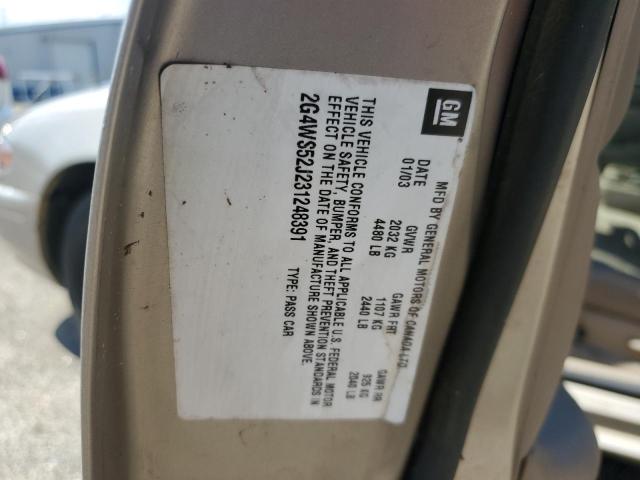 GM
MFD BY GENERAL MOTORS OF CANADA LTD.
DATE GVWR GAWR FRT GAWR RR
01/03 2032 KG 1107 KG 925 KG
4480 LB 2440 LB 2040 LB
THIS VEHICLE CONFORMS TO ALL APPLICABLE U.S. FEDERAL MOTOR
VEHICLE SAFETY, BUMPER, AND THEFT PREVENTION STANDARDS IN
EFFECT ON THE DATE OF MANUFACTURE SHOWN ABOVE.
2G4WS52J231248391 TYPE: PASS CAR